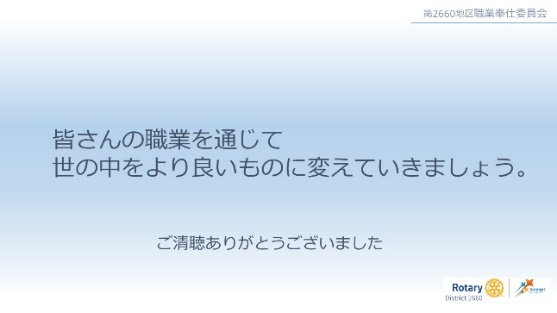 第2660地区職業奉仕委員会
皆さんの職業を通じて
世の中をより良いものに変えていきましょう。
ご清聴ありがとうございました
Rotary
District 2660